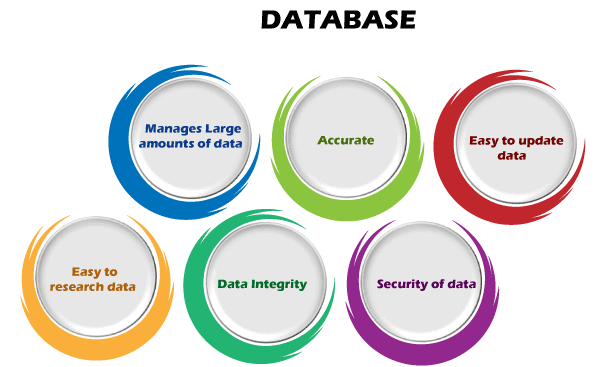 DATABASE
Manages Large
amounts of data
Accurate
Easy to update
data
Easy to
research data
Data Integrity
Security of data